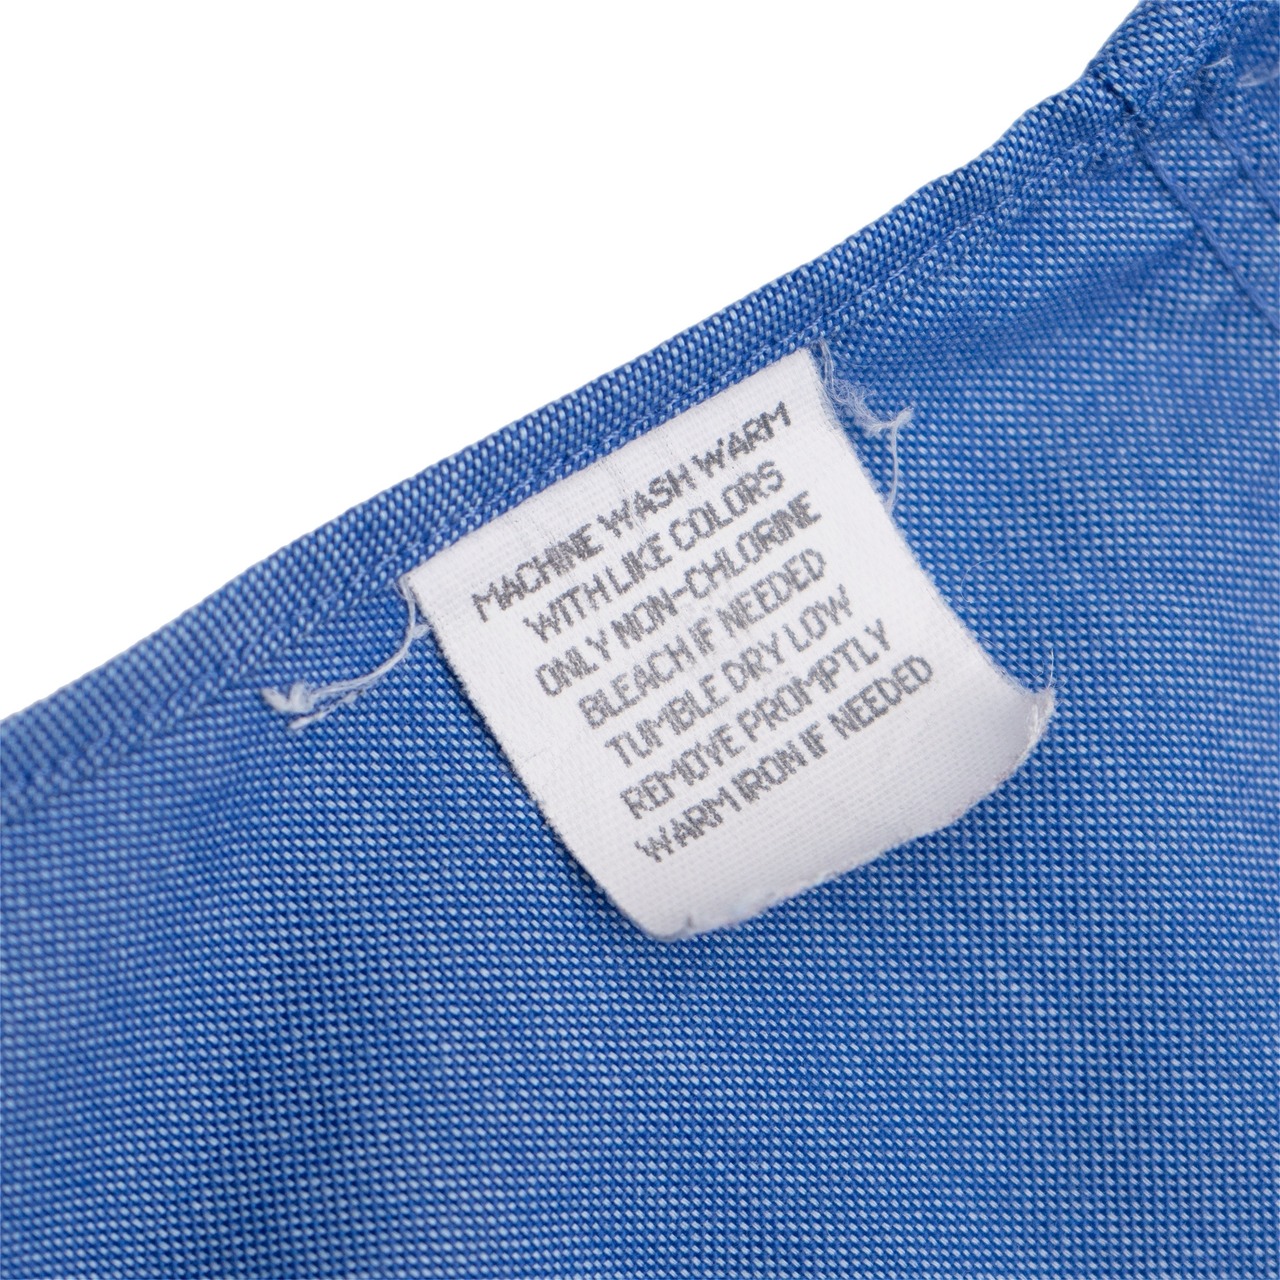 MACHINE WASH WARM
WITH LIKE COLORS
ONLY NON-CHLORINE
BLEACH IF NEEDED
TUMBLE DRY LOW
REMOVE PROMPTLY
WARM IRON IF NEEDED